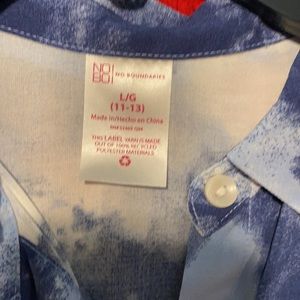 NO BO NO BOUNDARIES
L/G
(11-13)
Made in/Hecho en China
THIS LABEL YARN IS MADE
OUT OF 100% RECYCLED
POLYESTER MATERIALS